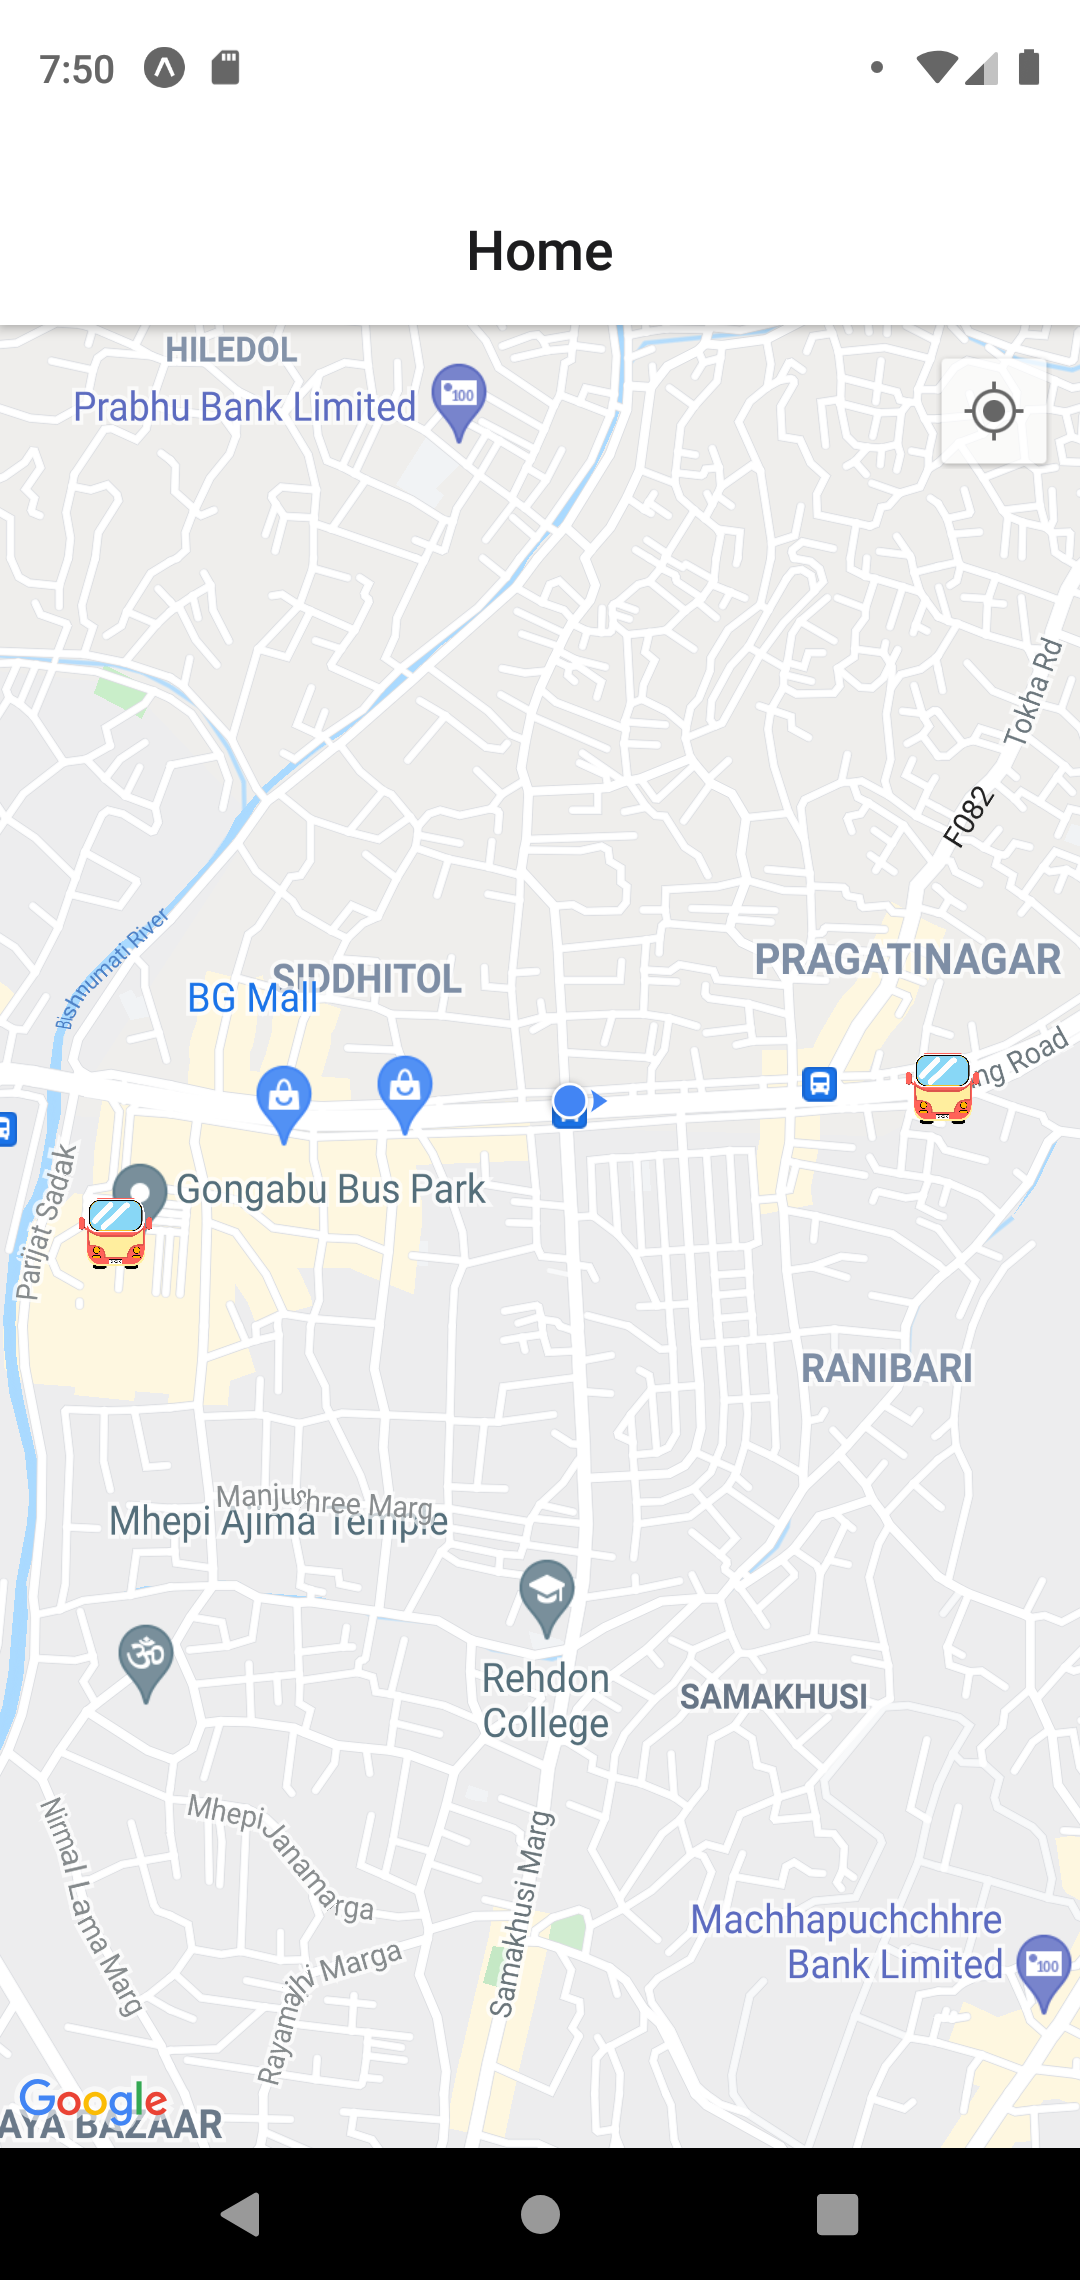 7:50
Home
HILEDOL
Prabhu Bank Limited
100
Tokha Rd
F082
Bishnumati River
PRAGATINAGAR
SIDDHITOL
BG Mall
ng Road
Parijat Sadak
Gongabu Bus Park
RANIBARI
Manjushree Marg
Mhepi Ajima Temple
ॐ
Rehdon
College
SAMAKHUSI
Nirmal Lama Marg
Mhepi Janamarga
Samakhusi Marg
Rayamajhi Marga
Machhapuchchhre
Bank Limited
100
Google
AYA BAZAAR